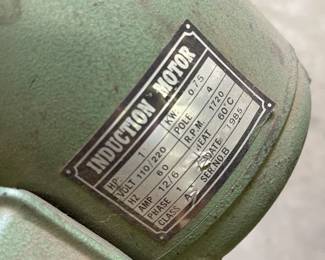 INDUCTION MOTOR
HP 1 KW 0.75
VOLT 110/220 POLE 4
HZ 60 R.P.M. 1720
AMP 12/6 HEAT 60°C
PHASE 1 DATE 1985
CLASS A SER.NO.B